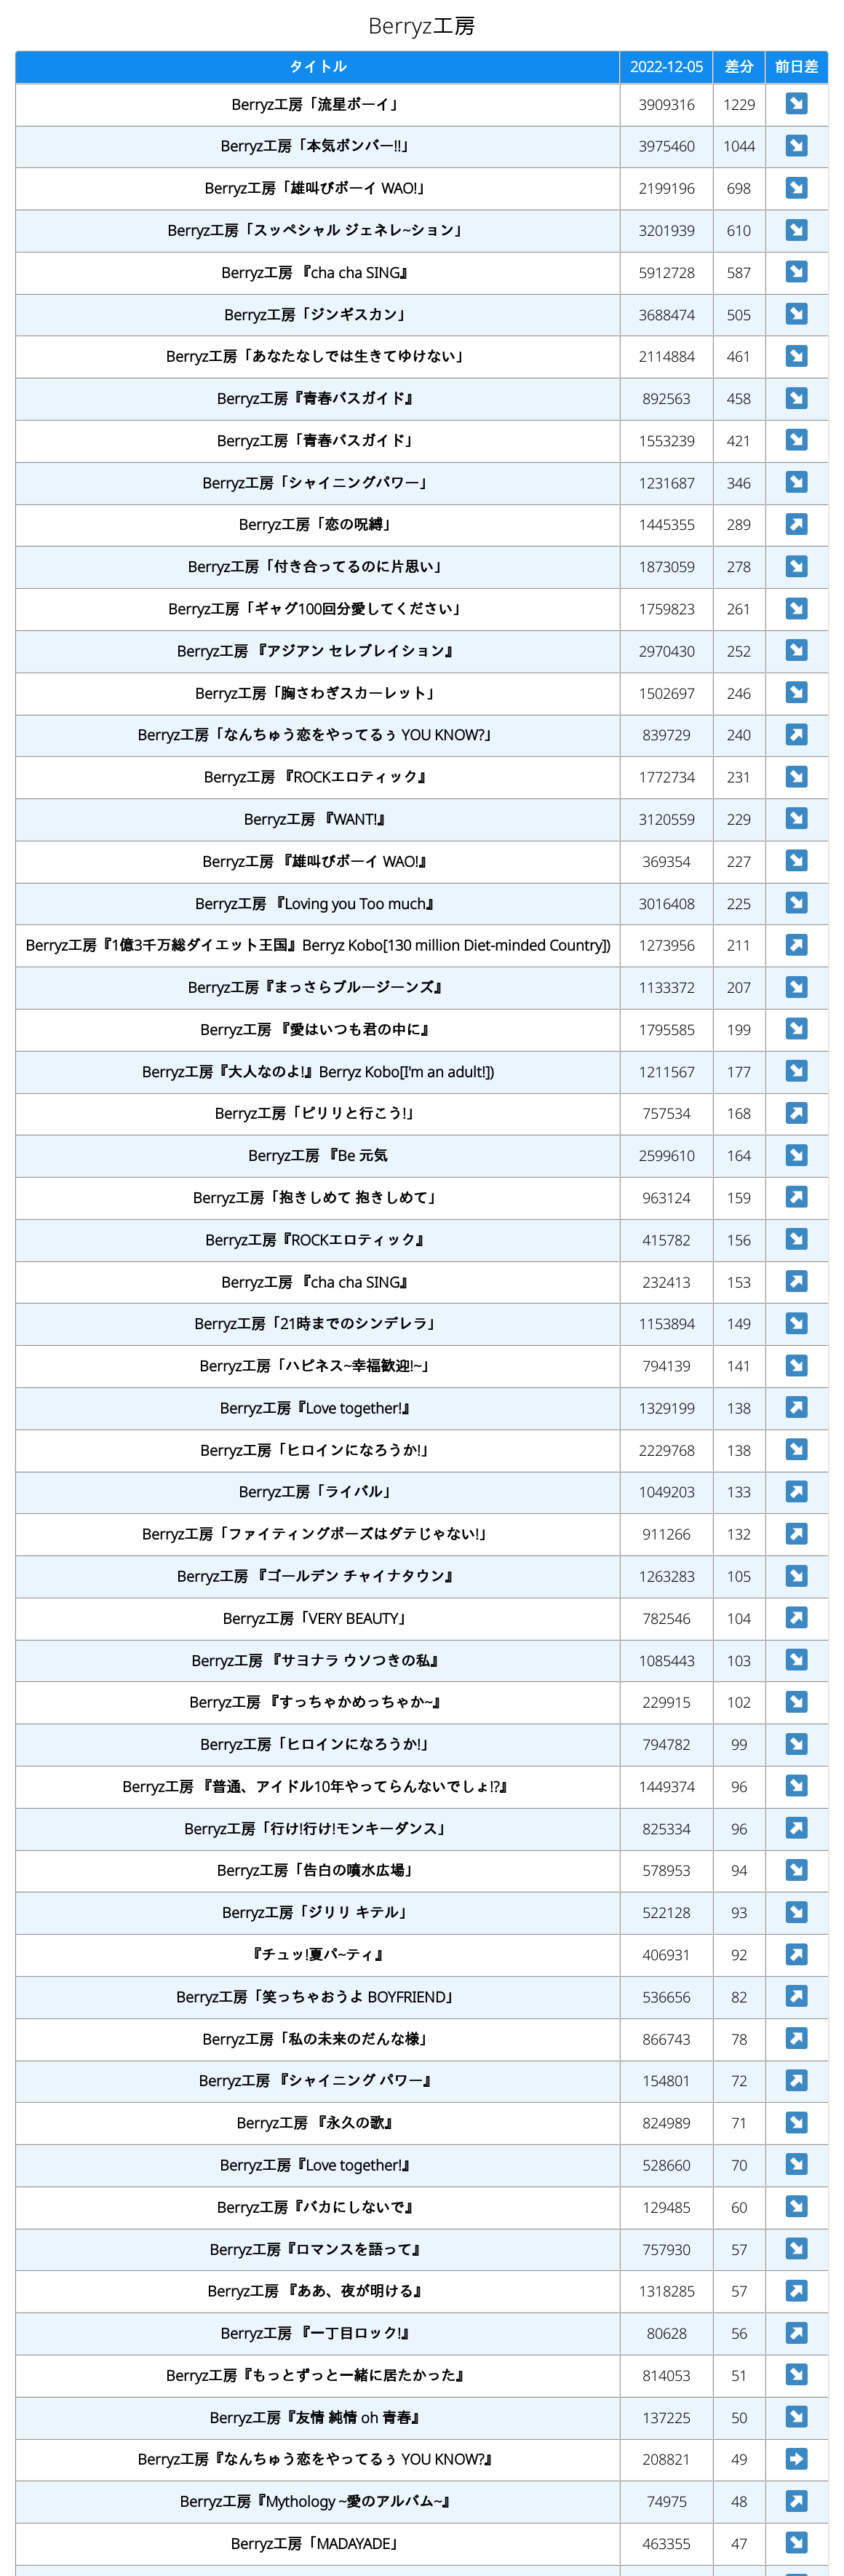 Berryz工房
タイトル 2022-12-05 差分 前日差
Berryz工房「流星ボーイ」 3909316 1229 ↘
Berryz工房「本気ボンバー!!」 3975460 1044 ↘
Berryz工房「雄叫びボーイ WAO!」 2199196 698 ↘
Berryz工房「スッペシャル ジェネレ~ション」 3201939 610 ↘
Berryz工房 『cha cha SING』 5912728 587 ↘
Berryz工房「ジンギスカン」 3688474 505 ↘
Berryz工房「あなたなしでは生きてゆけない」 2114884 461 ↘
Berryz工房『青春バスガイド』 892563 458 ↘
Berryz工房「青春バスガイド」 1553239 421 ↘
Berryz工房「シャイニングパワー」 1231687 346 ↘
Berryz工房「恋の呪縛」 1445355 289 ↗
Berryz工房「付き合ってるのに片思い」 1873059 278 ↘
Berryz工房「ギャグ100回分愛してください」 1759823 261 ↘
Berryz工房 『アジアン セレブレイション』 2970430 252 ↘
Berryz工房「胸さわぎスカーレット」 1502697 246 ↘
Berryz工房「なんちゅう恋をやってるぅ YOU KNOW?」 839729 240 ↗
Berryz工房 『ROCKエロティック』 1772734 231 ↘
Berryz工房 『WANT!』 3120559 229 ↘
Berryz工房 『雄叫びボーイ WAO!』 369354 227 ↘
Berryz工房 『Loving you Too much』 3016408 225 ↘
Berryz工房『1億3千万総ダイエット王国』Berryz Kobo[130 million Diet-minded Country]) 1273956 211 ↗
Berryz工房『まっさらブルージーンズ』 1133372 207 ↘
Berryz工房 『愛はいつも君の中に』 1795585 199 ↘
Berryz工房『大人なのよ!』Berryz Kobo[I'm an adult!]) 1211567 177 ↘
Berryz工房「ピリリと行こう!」 757534 168 ↗
Berryz工房 『Be 元気 2599610 164 ↘
Berryz工房「抱きしめて 抱きしめて」 963124 159 ↗
Berryz工房『ROCKエロティック』 415782 156 ↘
Berryz工房 『cha cha SING』 232413 153 ↗
Berryz工房「21時までのシンデレラ」 1153894 149 ↘
Berryz工房「ハピネス~幸福歓迎!~」 794139 141 ↘
Berryz工房『Love together!』 1329199 138 ↗
Berryz工房「ヒロインになろうか!」 2229768 138 ↘
Berryz工房「ライバル」 1049203 133 ↗
Berryz工房「ファイティングポーズはダテじゃない!」 911266 132 ↗
Berryz工房 『ゴールデン チャイナタウン』 1263283 105 ↘
Berryz工房「VERY BEAUTY」 782546 104 ↗
Berryz工房 『サヨナラ ウソつきの私』 1085443 103 ↘
Berryz工房 『すっちゃかめっちゃか~』 229915 102 ↘
Berryz工房「ヒロインになろうか!」 794782 99 ↘
Berryz工房 『普通、アイドル10年やってらんないでしょ!?』 1449374 96 ↘
Berryz工房「行け!行け!モンキーダンス」 825334 96 ↗
Berryz工房「告白の噴水広場」 578953 94 ↘
Berryz工房「ジリリ キテル」 522128 93 ↘
『チュッ!夏パ~ティ』 406931 92 ↗
Berryz工房「笑っちゃおうよ BOYFRIEND」 536656 82 ↗
Berryz工房「私の未来のだんな様」 866743 78 ↗
Berryz工房 『シャイニング パワー』 154801 72 ↗
Berryz工房 『永久の歌』 824989 71 ↘
Berryz工房『Love together!』 528660 70 ↘
Berryz工房『バカにしないで』 129485 60 ↘
Berryz工房『ロマンスを語って』 757930 57 ↘
Berryz工房 『ああ、夜が明ける』 1318285 57 ↗
Berryz工房 『一丁目ロック!』 80628 56 ↗
Berryz工房『もっとずっと一緒に居たかった』 814053 51 ↘
Berryz工房『友情 純情 oh 青春』 137225 50 ↘
Berryz工房『なんちゅう恋をやってるぅ YOU KNOW?』 208821 49 ➡
Berryz工房『Mythology ~愛のアルバム~』 74975 48 ↗
Berryz工房「MADAYADE」 463355 47 ↘